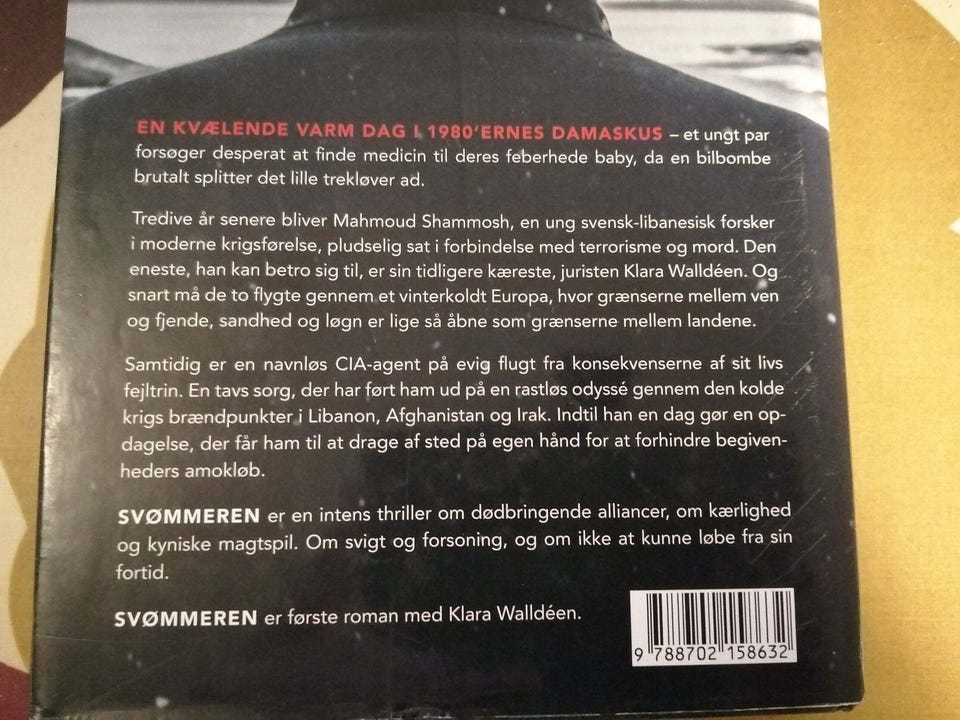 EN KVÆLENDE VARM DAG I 1980'ERNES DAMASKUS – et ungt par
forsøger desperat at finde medicin til deres feberhede baby, da en bilbombe
brutalt splitter det lille trekløver ad.
Tredive år senere bliver Mahmoud Shammosh, en ung svensk-libanesisk forsker
i moderne krigsførelse, pludselig sat i forbindelse med terrorisme og mord. Den
eneste, han kan betro sig til, er sin tidligere kæreste, juristen Klara Walldéen. Og
snart må de to flygte gennem et vinterkoldt Europa, hvor grænserne mellem ven
og fjende, sandhed og løgn er lige så åbne som grænserne mellem landene.
Samtidig er en navnløs CIA-agent på evig flugt fra konsekvenserne af sit livs
fejltrin. En tavs sorg, der har ført ham ud på en rastløs odyssé gennem den kolde
krigs brændpunkter i Libanon, Afghanistan og Irak. Indtil han en dag gør en op-
dagelse, der får ham til at drage af sted på egen hånd for at forhindre begiven-
heders amokløb.
SVØMMEREN er en intens thriller om dødbringende alliancer, om kærlighed
og kyniske magtspil. Om svigt og forsoning, og om ikke at kunne løbe fra sin
fortid.
SVØMMEREN er første roman med Klara Walldéen.
9 788702 158632